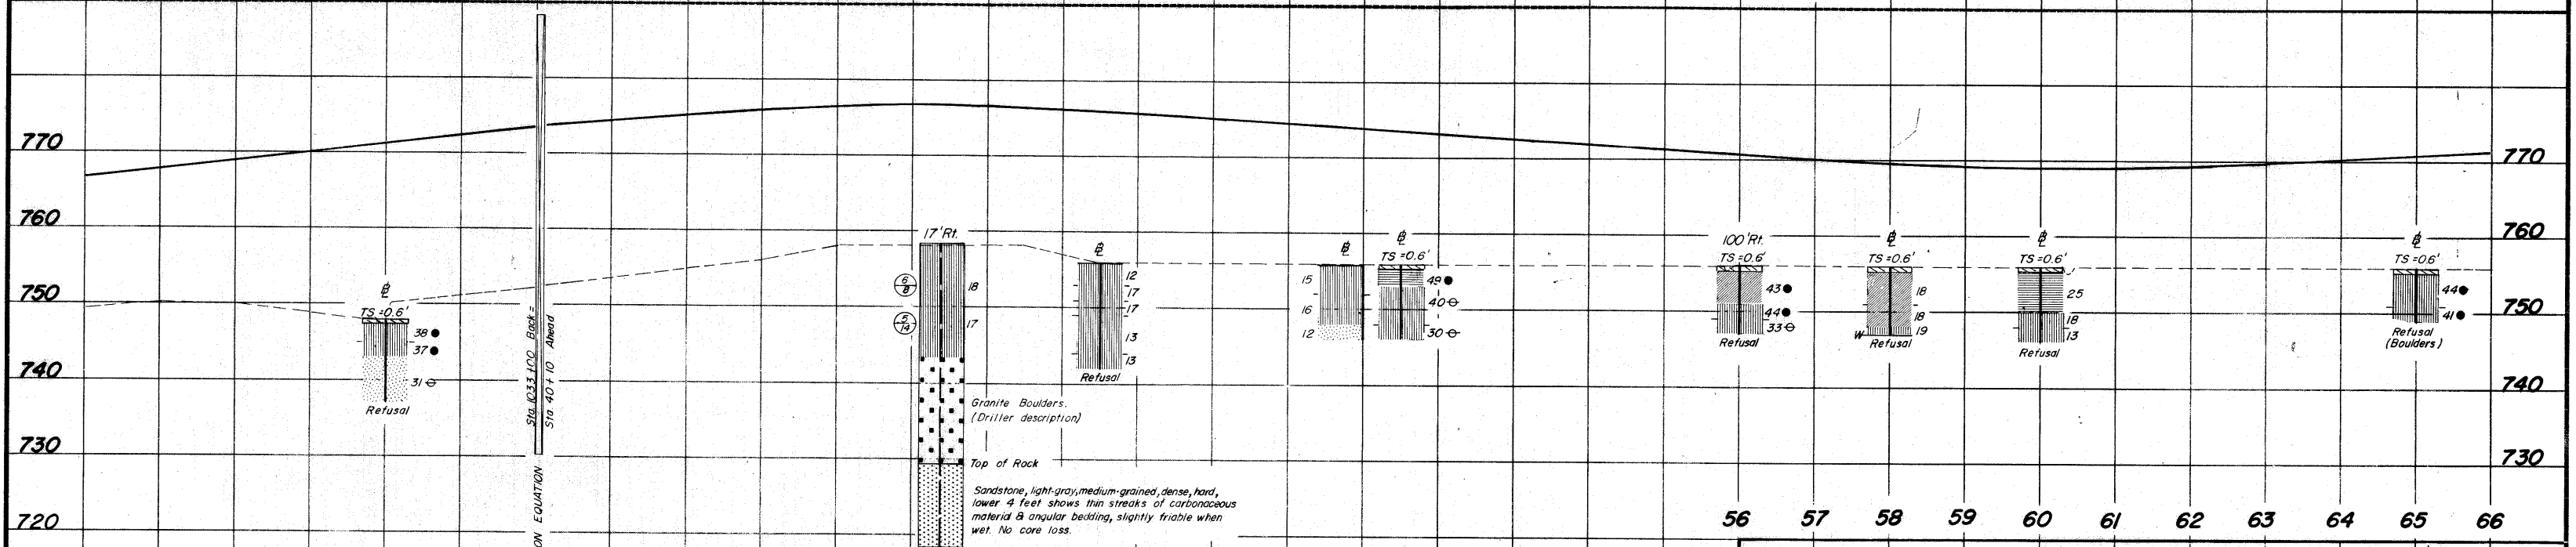 770
770
760
760
750
750
740
740
730
730
720
TS=0.6'
38
37
31
Refusal
Sta. 1033+00 Back =
Sta. 40+10 Ahead
ON EQUATION
17'Rt.
6
8
5
14
18
17
Granite Boulders.
(Driller description)
Top of Rock
Sandstone, light-gray, medium-grained, dense, hard,
lower 4 feet shows thin streaks of carbonaceous
material & angular bedding, slightly friable when
wet. No core loss.
12
17
17
13
13
Refusal
15
16
12
TS=0.6'
49
40
30
100'Rt.
TS=0.6'
43
44
33
Refusal
TS=0.6'
18
18
19
W
Refusal
TS=0.6'
25
18
13
Refusal
TS=0.6'
44
41
Refusal
(Boulders)
56 57 58 59 60 61 62 63 64 65 66